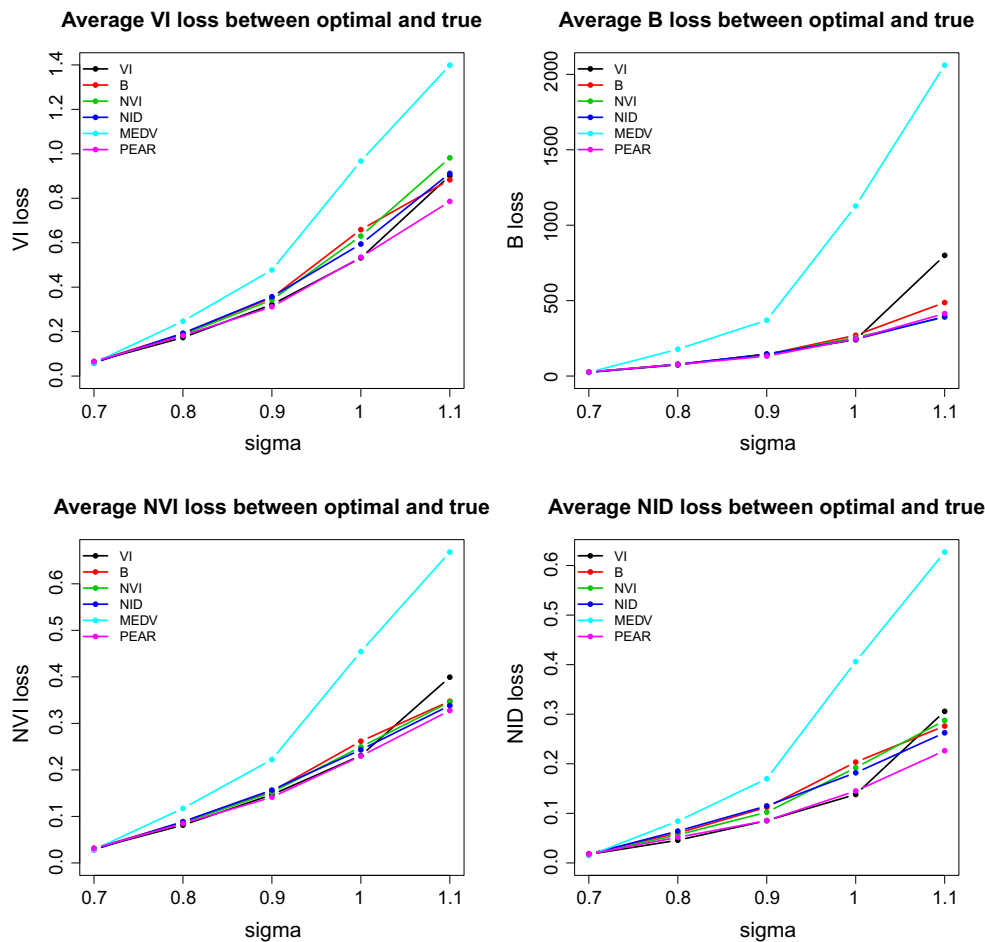 Average VI loss between optimal and true
VI loss
1.4
1.2
1.0
0.8
0.6
0.4
0.2
0.0
VI
B
NVI
NID
MEDV
PEAR
0.7 0.8 0.9 1 1.1
sigma
Average B loss between optimal and true
B loss
2000
1500
1000
500
0
VI
B
NVI
NID
MEDV
PEAR
0.7 0.8 0.9 1 1.1
sigma
Average NVI loss between optimal and true
NVI loss
0.6
0.5
0.4
0.3
0.2
0.1
0.0
VI
B
NVI
NID
MEDV
PEAR
0.7 0.8 0.9 1 1.1
sigma
Average NID loss between optimal and true
NID loss
0.6
0.5
0.4
0.3
0.2
0.1
0.0
VI
B
NVI
NID
MEDV
PEAR
0.7 0.8 0.9 1 1.1
sigma